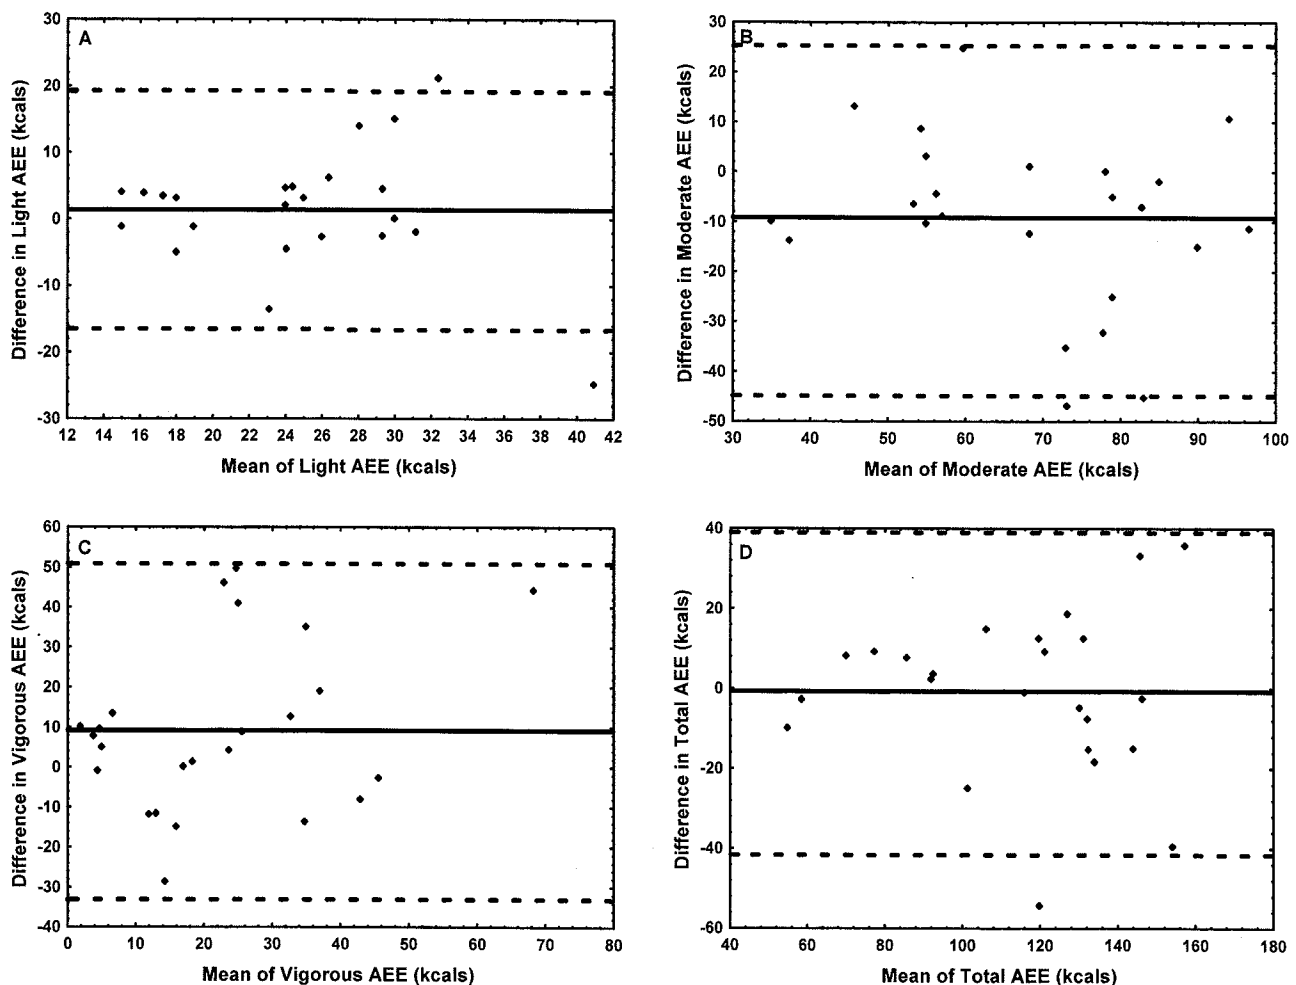 A
Difference in Light AEE (kcals)
30
20
10
0
-10
-20
-30
12 14 16 18 20 22 24 26 28 30 32 34 36 38 40 42
Mean of Light AEE (kcals)
B
Difference in Moderate AEE (kcals)
30
20
10
0
-10
-20
-30
-40
-50
30 40 50 60 70 80 90 100
Mean of Moderate AEE (kcals)
C
Difference in Vigorous AEE (kcals)
60
50
40
30
20
10
0
-10
-20
-30
-40
0 10 20 30 40 50 60 70 80
Mean of Vigorous AEE (kcals)
D
Difference in Total AEE (kcals)
40
20
0
-20
-40
-60
40 60 80 100 120 140 160 180
Mean of Total AEE (kcals)